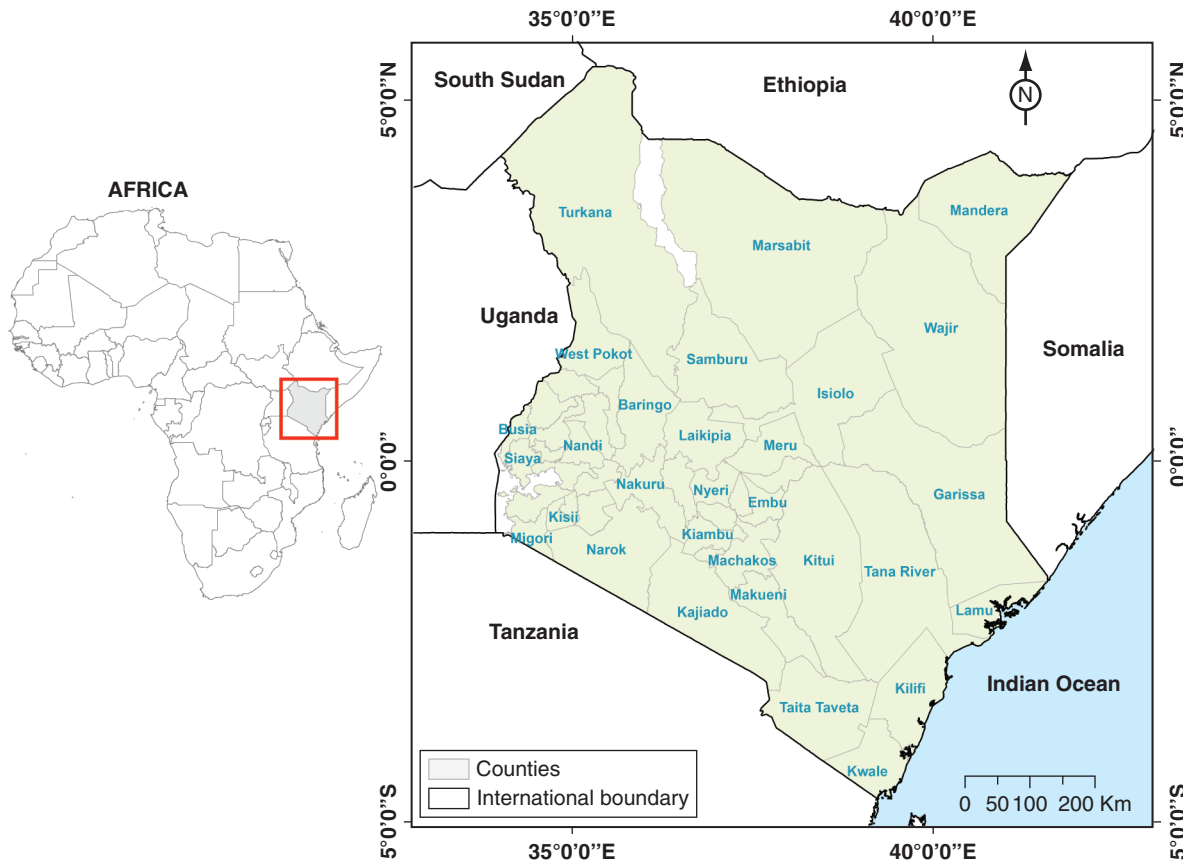 35°0'0"E
40°0'0"E
5°0'0"N
5°0'0"N
South Sudan
Ethiopia
N
AFRICA
Turkana
Mandera
Marsabit
Uganda
Wajir
Somalia
West Pokot
Samburu
Isiolo
Baringo
Busia
Nandi
Laikipia
Meru
Siaya
0°0'0"
0°0'0"
Nakuru
Nyeri
Embu
Garissa
Kisii
Migori
Narok
Kiambu
Machakos
Kitui
Tana River
Makueni
Kajiado
Lamu
Tanzania
Kilifi
Indian Ocean
Taita Taveta
Kwale
Counties
International boundary
0 50 100 200 Km
5°0'0"S
5°0'0"S
35°0'0"E
40°0'0"E